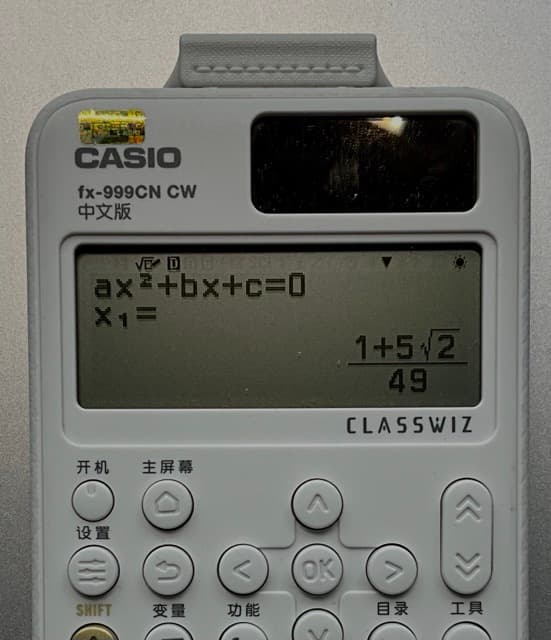 CASIO
fx-999CN CW
中文版
√▱/ D ▼
ax²+bx+c=0
x₁=
1+5√2
49
CLASSWIZ
开机 主屏幕
设置
OK
SHIFT 变量 功能 目录 工具